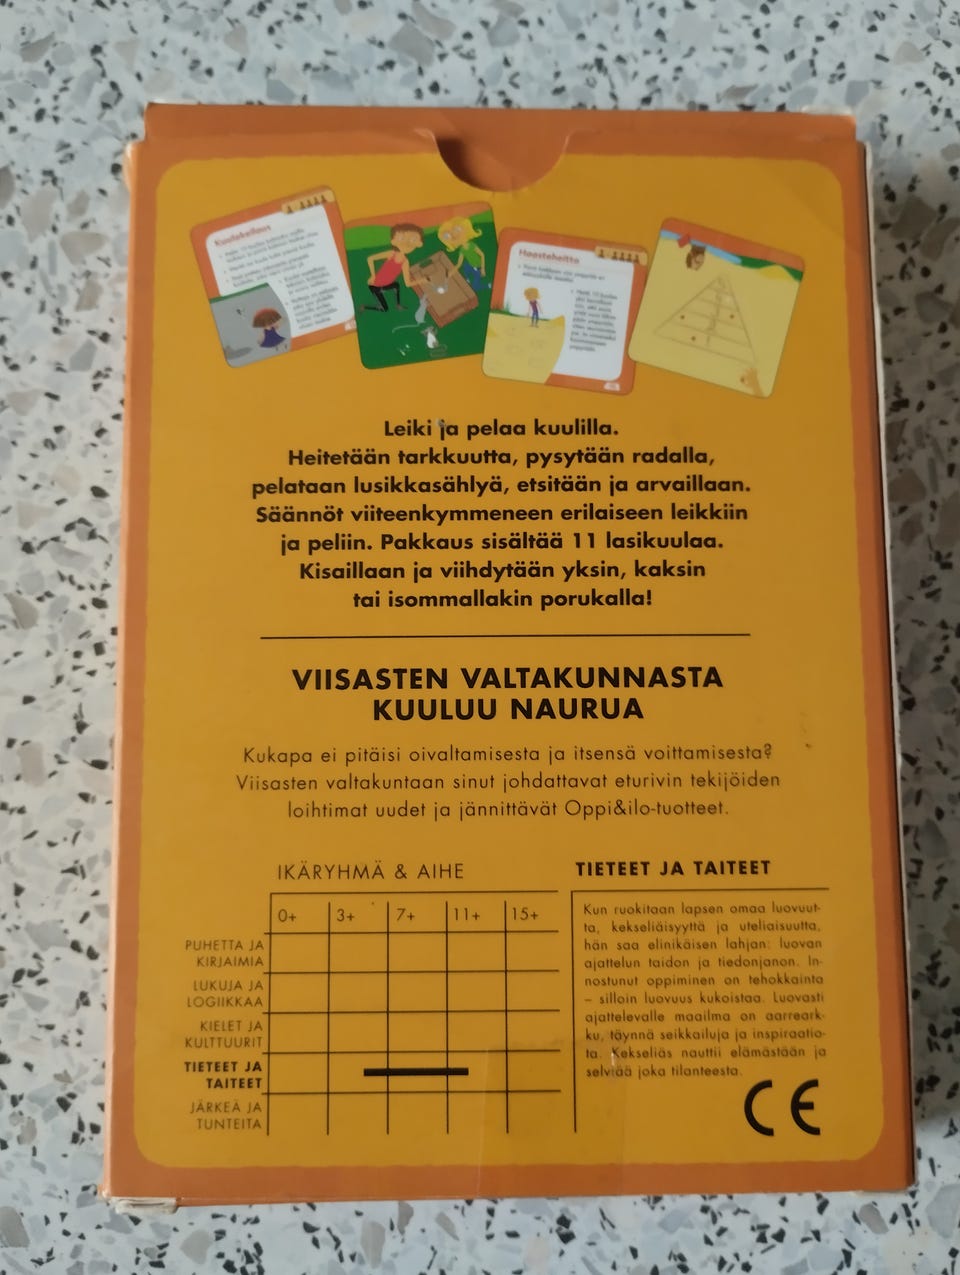 Kuutakellaus
Haasteheitto
Leiki ja pelaa kuulilla.
Heitetään tarkkuutta, pysytään radalla,
pelataan lusikkasählyä, etsitään ja arvaillaan.
Säännöt viiteenkymmeneen erilaiseen leikkiin
ja peliin. Pakkaus sisältää 11 lasikuulaa.
Kisaillaan ja viihdytään yksin, kaksin
tai isommallakin porukalla!
VIISASTEN VALTAKUNNASTA
KUULUU NAURUA
Kukapa ei pitäisi oivaltamisesta ja itsensä voittamisesta?
Viisasten valtakuntaan sinut johdattavat eturivin tekijöiden
loihtimat uudet ja jännittävät Oppi&ilo-tuotteet.
IKÄRYHMÄ & AIHE
0+ 3+ 7+ 11+ 15+
PUHETTA JA
KIRJAIMIA
LUKUJA JA
LOGIIKKAA
KIELET JA
KULTTUURIT
TIETEET JA
TAITEET
JÄRKEÄ JA
TUNTEITA
TIETEET JA TAITEET
Kun ruokitaan lapsen omaa luovuut-
ta, kekseliäisyyttä ja uteliaisuutta,
hän saa elinikäisen lahjan: luovan
ajattelun taidon ja tiedonjanon. In-
nostunut oppiminen on tehokkainta
– silloin luovuus kukoistaa. Luovasti
ajattelevalle maailma on aarreark-
ku, täynnä seikkailuja ja inspiraatio-
ta. Kekseliäs nauttii elämästään ja
selviää joka tilanteesta.
CE